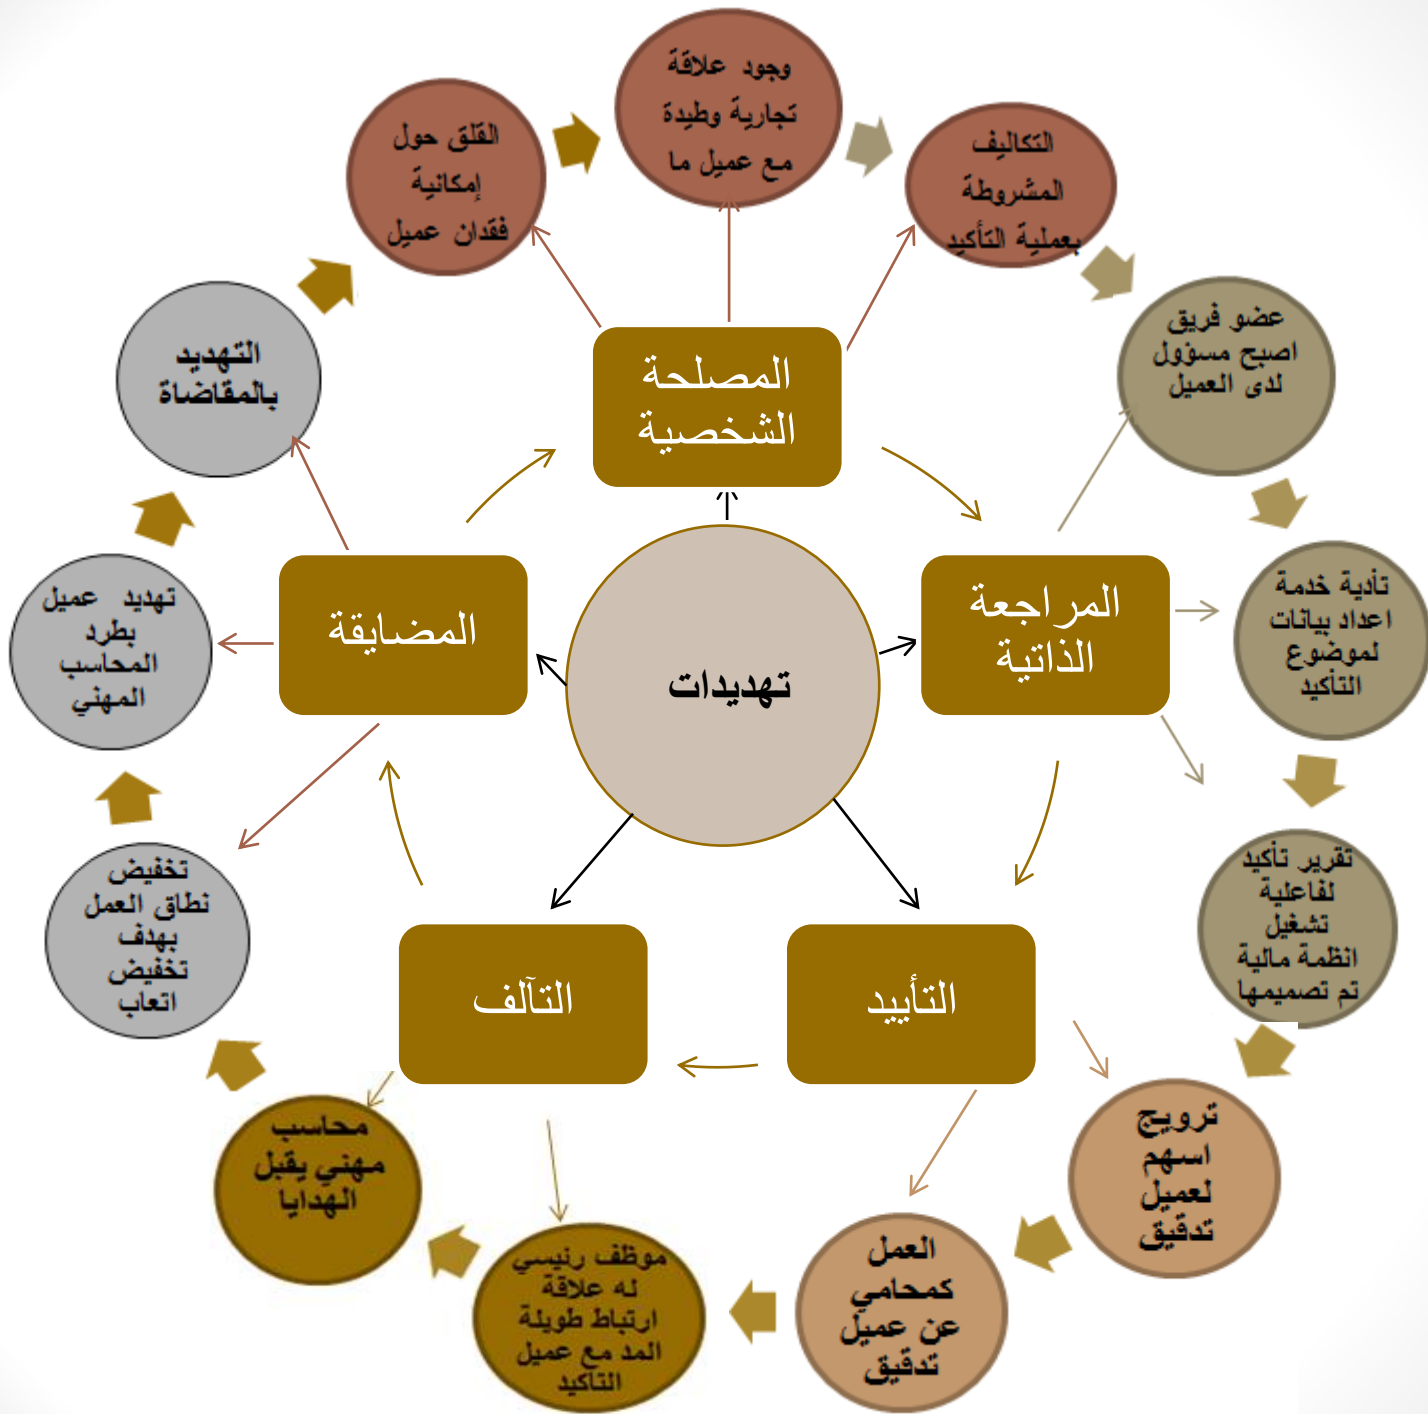 وجود علاقة
تجارية وطيدة
مع عميل ما
التكاليف
المشروطة
بعملية التأكيد
عضو فريق
اصبح مسؤول
لدى العميل
تأدية خدمة
اعداد بيانات
لموضوع
التأكيد
تقرير تأكيد
لفاعلية
تشغيل
انظمة مالية
تم تصميمها
ترويج
اسهم
لعميل
تدقيق
العمل
كمحامي
عن عميل
تدقيق
موظف رئيسي
له علاقة
ارتباط طويلة
المد مع عميل
التاكيد
محاسب
مهني يقبل
الهدايا
تخفيض
نطاق العمل
بهدف
تخفيض
اتعاب
تهديد عميل
بطرد
المحاسب
المهني
التهديد
بالمقاضاة
القلق حول
إمكانية
فقدان عميل
المصلحة
الشخصية
المراجعة
الذاتية
التأييد
التآلف
المضايقة
تهديدات